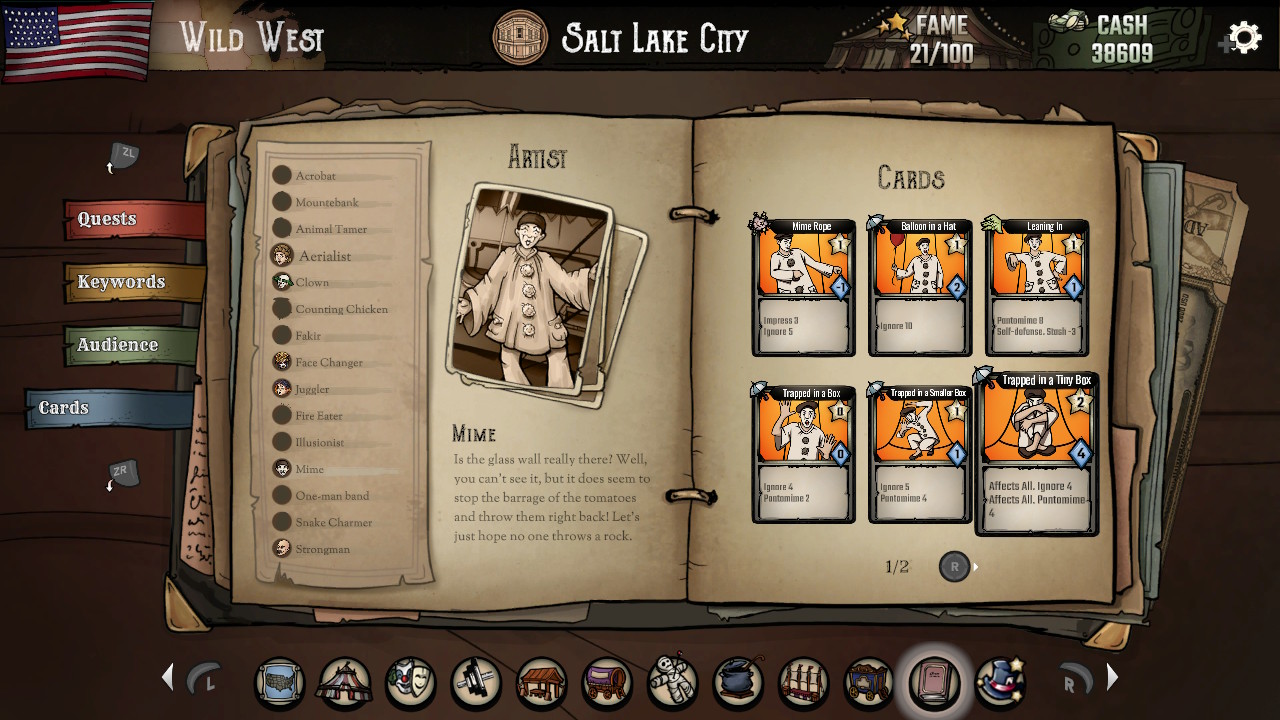 Wild West
Salt Lake City
FAME
21/100
CASH
38609
ZL
Quests
Keywords
Audience
Cards
ZR
Artist
Acrobat
Mountebank
Animal Tamer
Aerialist
Clown
Counting Chicken
Fakir
Face Changer
Juggler
Fire Eater
Illusionist
Mime
One-man band
Snake Charmer
Strongman
Mime
Is the glass wall really there? Well,
you can't see it, but it does seem to
stop the barrage of the tomatoes
and throw them right back! Let's
just hope no one throws a rock.
Cards
Mime Rope
1
-1
Impress 3
Ignore 5
Balloon in a Hat
1
2
Ignore 10
Leaning In
1
1
Pantomime 8
Self-defense. Staub -3
Trapped in a Box
0
0
Ignore 4
Pantomime 2
Trapped in a Smaller Box
1
1
Ignore 5
Pantomime 4
Trapped in a Tiny Box
2
4
Affects All. Ignore 4
Affects All. Pantomime
4
1/2
R
L
R